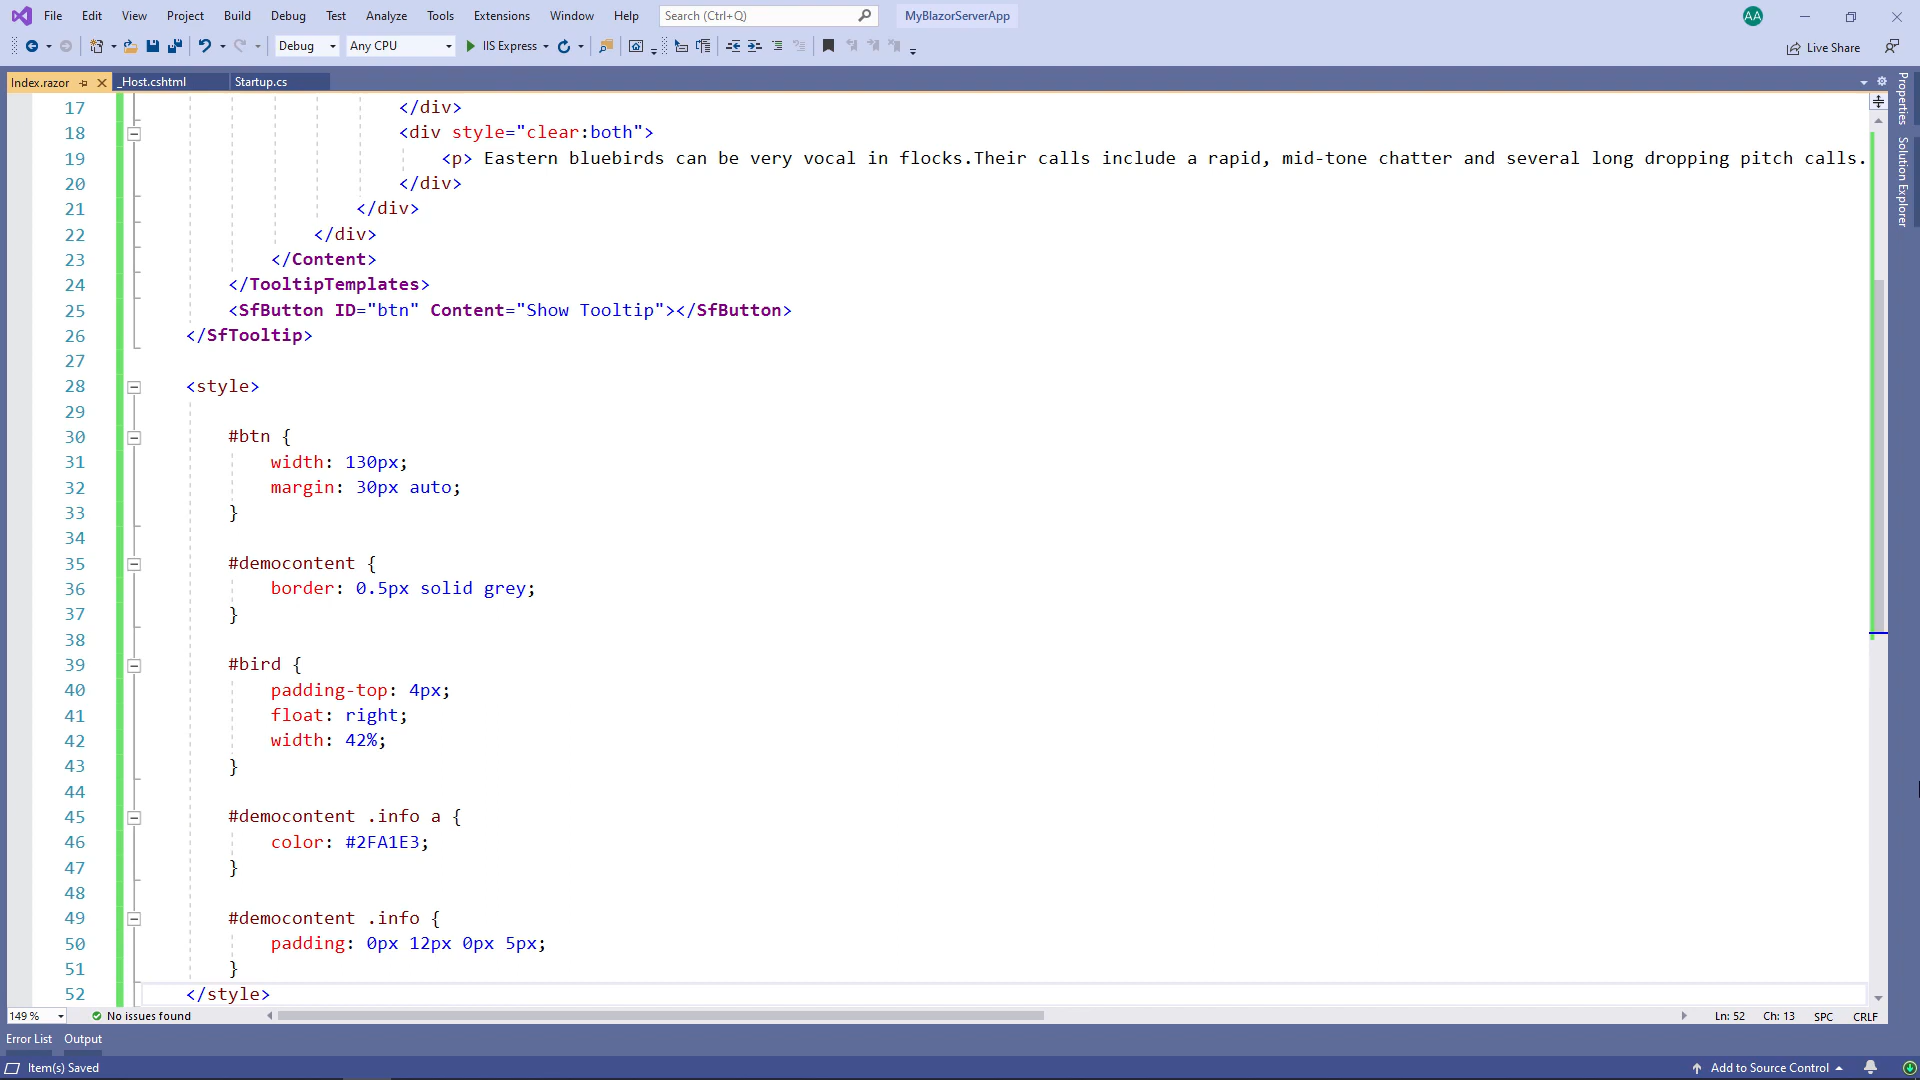 File Edit View Project Build Debug Test Analyze Tools Extensions Window Help Search (Ctrl+Q) MyBlazorServerApp AA
Debug Any CPU IIS Express Live Share
Index.razor _Host.cshtml Startup.cs
17 </div>
18 <div style="clear:both">
19 <p> Eastern bluebirds can be very vocal in flocks.Their calls include a rapid, mid-tone chatter and several long dropping pitch calls.
20 </div>
21 </div>
22 </div>
23 </Content>
24 </TooltipTemplates>
25 <SfButton ID="btn" Content="Show Tooltip"></SfButton>
26 </SfTooltip>
27
28 <style>
29
30 #btn {
31 width: 130px;
32 margin: 30px auto;
33 }
34
35 #democontent {
36 border: 0.5px solid grey;
37 }
38
39 #bird {
40 padding-top: 4px;
41 float: right;
42 width: 42%;
43 }
44
45 #democontent .info a {
46 color: #2FA1E3;
47 }
48
49 #democontent .info {
50 padding: 0px 12px 0px 5px;
51 }
52 </style>
Properties
Solution Explorer
149 % No issues found Ln: 52 Ch: 13 SPC CRLF
Error List Output
Item(s) Saved Add to Source Control